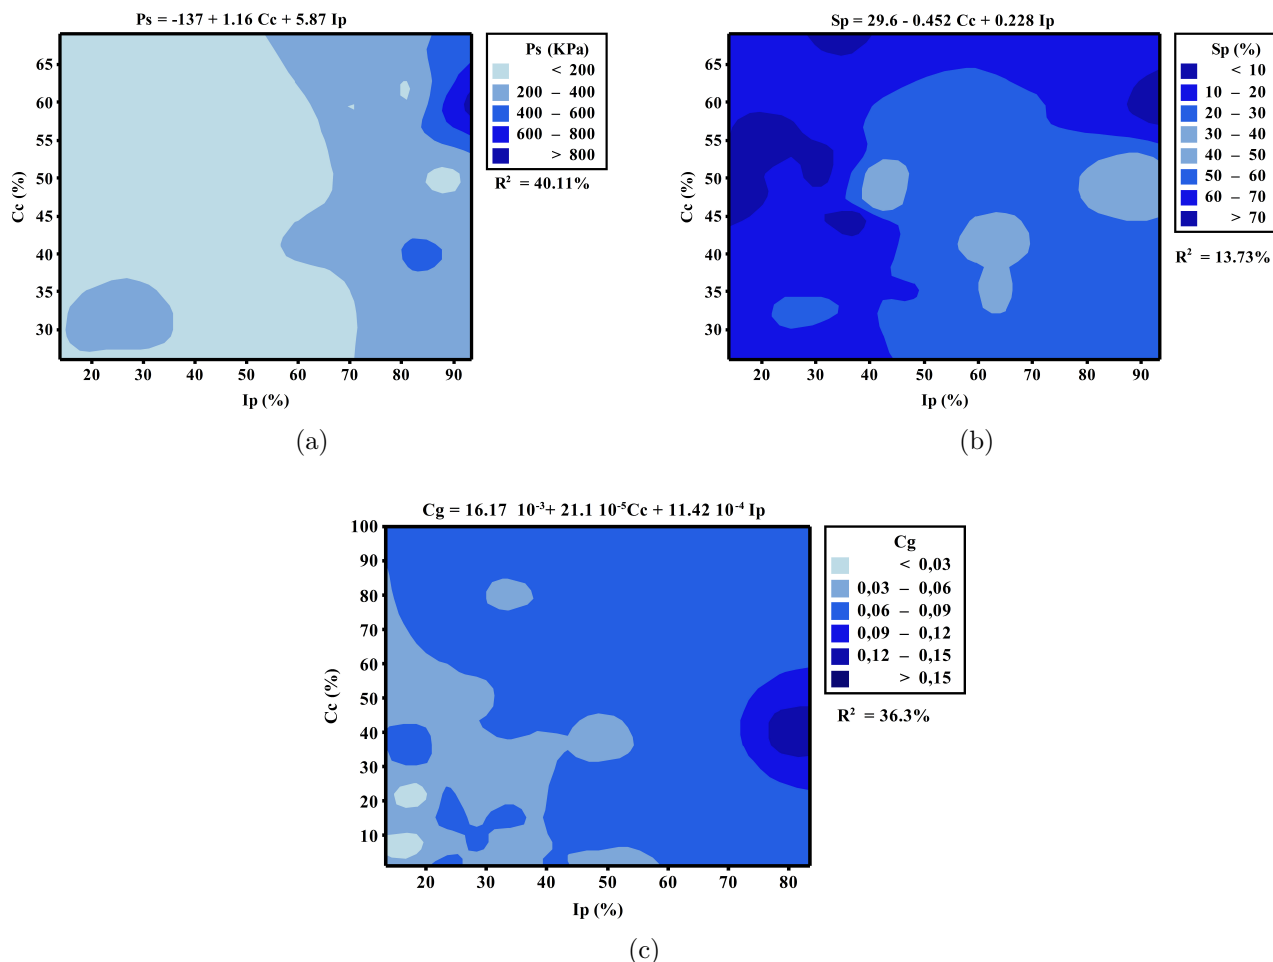 Ps = -137 + 1.16 Cc + 5.87 Ip
Ps (KPa)
< 200
200 – 400
400 – 600
600 – 800
> 800
R² = 40.11%
65
60
55
50
45
40
35
30
Cc (%)
20 30 40 50 60 70 80 90
Ip (%)
(a)
Sp = 29.6 - 0.452 Cc + 0.228 Ip
Sp (%)
< 10
10 – 20
20 – 30
30 – 40
40 – 50
50 – 60
60 – 70
> 70
R² = 13.73%
65
60
55
50
45
40
35
30
Cc (%)
20 30 40 50 60 70 80 90
Ip (%)
(b)
Cg = 16.17 10⁻³+ 21.1 10⁻⁵Cc + 11.42 10⁻⁴ Ip
Cg
< 0,03
0,03 – 0,06
0,06 – 0,09
0,09 – 0,12
0,12 – 0,15
> 0,15
R² = 36.3%
100
90
80
70
60
50
40
30
20
10
Cc (%)
20 30 40 50 60 70 80
Ip (%)
(c)